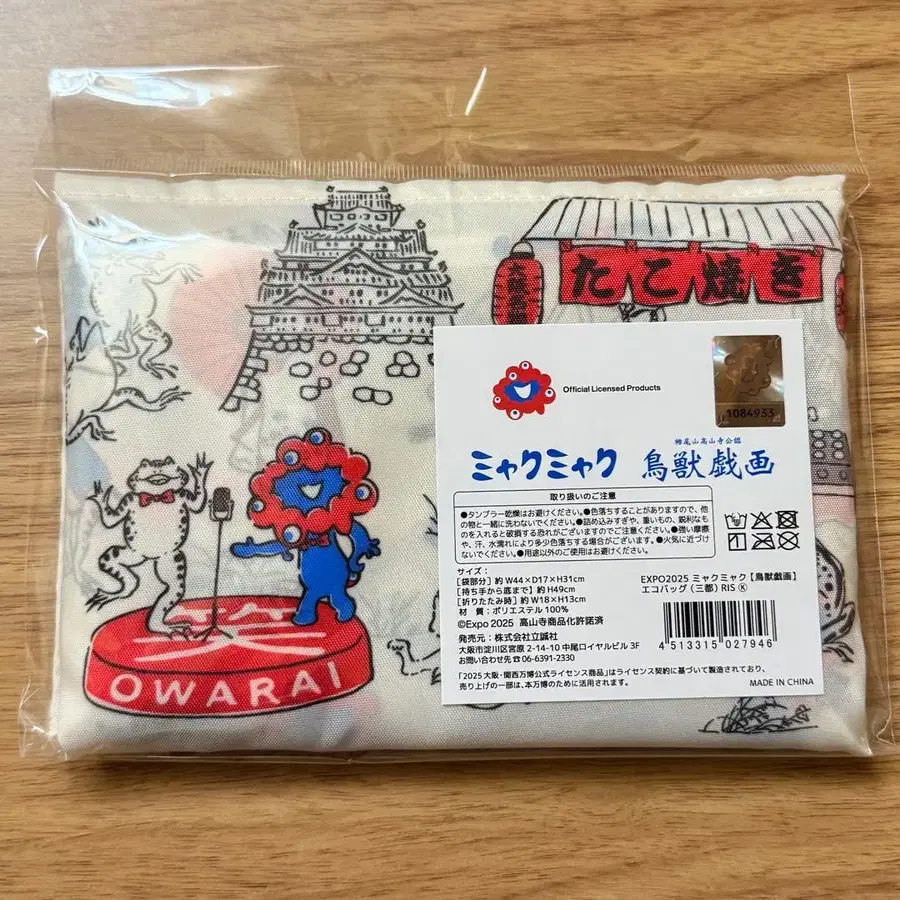 たこ焼き
Official Licensed Products
1084933
ミャクミャク
栂尾山高山寺公認
鳥獣戯画
取り扱いのご注意
●タンブラー乾燥はお避けください。●色落ちすることがありますので、他
の物と一緒に洗わないでください。●詰め込みすぎや、重いもの、鋭利なも
のを入れると破損する恐れがございますのでご注意ください。●強い摩擦
や、汗、水濡れにより多少色落ちする場合がございます。●火気に近づけ
ないでください。●用途以外のご使用はお避けください。
サイズ:
[袋部分] 約 W44×D17×H31cm
[持ち手から底まで] 約 H49cm
[折りたたみ時] 約 W18×H13cm
材 質:ポリエステル 100%
©Expo 2025 高山寺商品化許諾済
発売元:株式会社立誠社
大阪市淀川区宮原 2-14-10 中尾ロイヤルビル 3F
お問い合わせ先 ☎ 06-6391-2330
EXPO2025 ミャクミャク【鳥獣戯画】
エコバッグ (三都) RIS Ⓚ
4 513315 027946
「2025 大阪・関西万博公式ライセンス商品」はライセンス契約に基づいて製造されており、
売り上げの一部は、本万博のために活用されます。
MADE IN CHINA
OWARAI